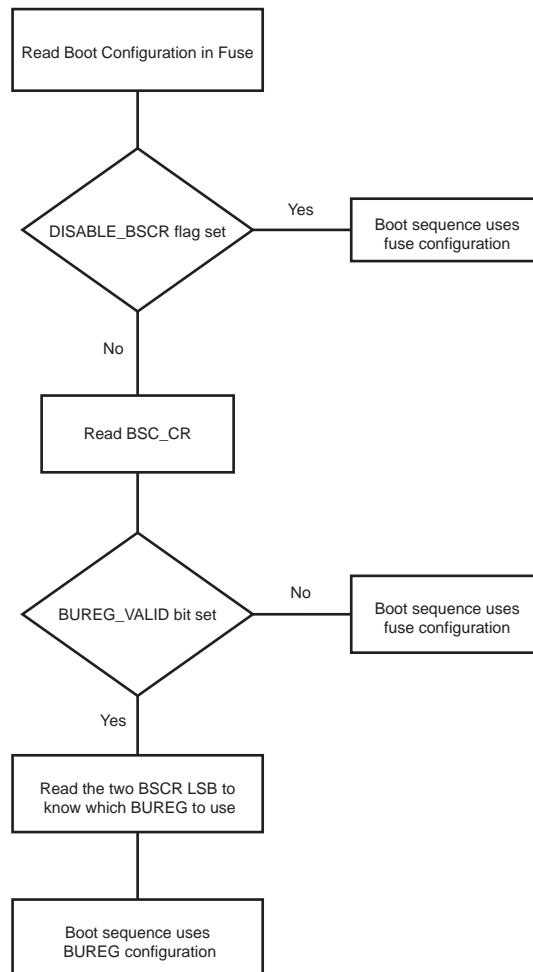 Read Boot Configuration in Fuse
DISABLE_BSCR flag set
Yes
Boot sequence uses
fuse configuration
No
Read BSC_CR
BUREG_VALID bit set
No
Boot sequence uses
fuse configuration
Yes
Read the two BSCR LSB to
know which BUREG to use
Boot sequence uses
BUREG configuration